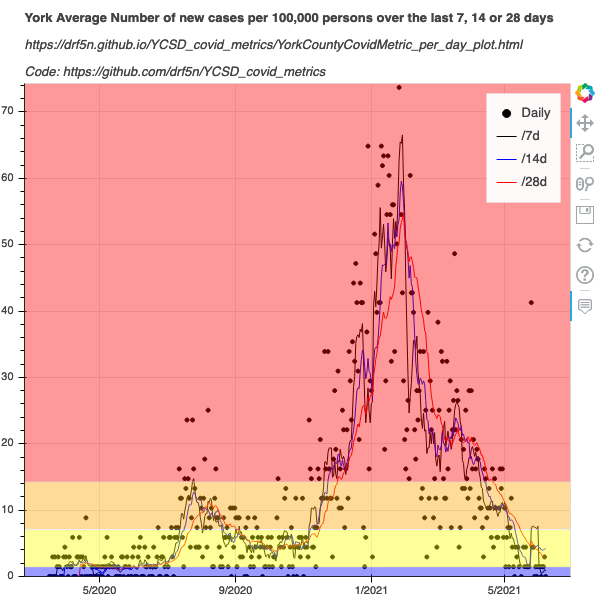 York Average Number of new cases per 100,000 persons over the last 7, 14 or 28 days
https://drf5n.github.io/YCSD_covid_metrics/YorkCountyCovidMetric_per_day_plot.html
Code: https://github.com/drf5n/YCSD_covid_metrics
Daily
/7d
/14d
/28d
70
60
50
40
30
20
10
0
5/2020
9/2020
1/2021
5/2021